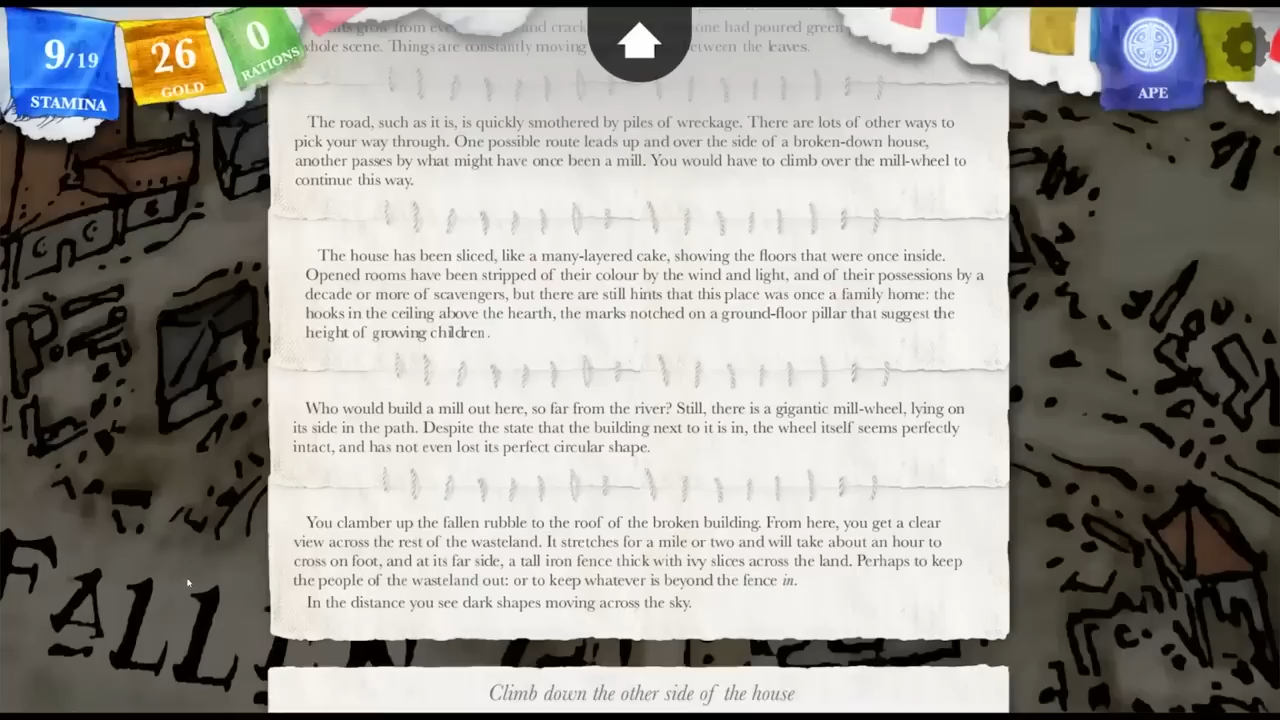 9/19
STAMINA
26
GOLD
0
RATIONS
APE
grow from
and crack
had poured green
whole scene. Things are constantly moving
between the leaves.
The road, such as it is, is quickly smothered by piles of wreckage. There are lots of other ways to
pick your way through. One possible route leads up and over the side of a broken-down house,
another passes by what might have once been a mill. You would have to climb over the mill-wheel to
continue this way.
The house has been sliced, like a many-layered cake, showing the floors that were once inside.
Opened rooms have been stripped of their colour by the wind and light, and of their possessions by a
decade or more of scavengers, but there are still hints that this place was once a family home: the
hooks in the ceiling above the hearth, the marks notched on a ground-floor pillar that suggest the
height of growing children.
Who would build a mill out here, so far from the river? Still, there is a gigantic mill-wheel, lying on
its side in the path. Despite the state that the building next to it is in, the wheel itself seems perfectly
intact, and has not even lost its perfect circular shape.
You clamber up the fallen rubble to the roof of the broken building. From here, you get a clear
view across the rest of the wasteland. It stretches for a mile or two and will take about an hour to
cross on foot, and at its far side, a tall iron fence thick with ivy slices across the land. Perhaps to keep
the people of the wasteland out: or to keep whatever is beyond the fence in.
In the distance you see dark shapes moving across the sky.
FALLEN
Climb down the other side of the house